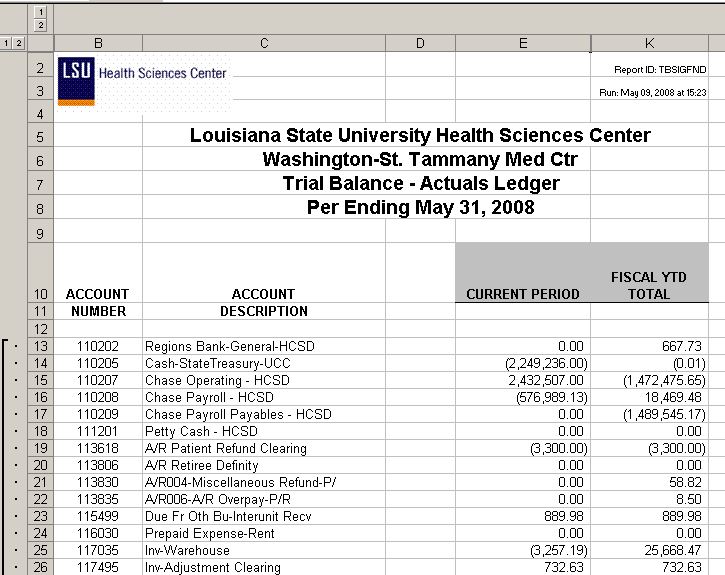 1
2
1 2
B C D E K
2 LSU Health Sciences Center Report ID: TBSIGFND
3 Run: May 09, 2008 at 15:23
4
5 Louisiana State University Health Sciences Center
6 Washington-St. Tammany Med Ctr
7 Trial Balance - Actuals Ledger
8 Per Ending May 31, 2008
9
FISCAL YTD
10 ACCOUNT ACCOUNT CURRENT PERIOD TOTAL
11 NUMBER DESCRIPTION
12
13 110202 Regions Bank-General-HCSD 0.00 667.73
14 110205 Cash-StateTreasury-UCC (2,249,236.00) (0.01)
15 110207 Chase Operating - HCSD 2,432,507.00 (1,472,475.65)
16 110208 Chase Payroll - HCSD (576,989.13) 18,469.48
17 110209 Chase Payroll Payables - HCSD 0.00 (1,489,545.17)
18 111201 Petty Cash - HCSD 0.00 0.00
19 113618 A/R Patient Refund Clearing (3,300.00) (3,300.00)
20 113806 A/R Retiree Definity 0.00 0.00
21 113830 A/R004-Miscellaneous Refund-P/ 0.00 58.82
22 113835 A/R006-A/R Overpay-P/R 0.00 8.50
23 115499 Due Fr Oth Bu-Interunit Recv 889.98 889.98
24 116030 Prepaid Expense-Rent 0.00 0.00
25 117035 Inv-Warehouse (3,257.19) 25,668.47
26 117495 Inv-Adjustment Clearing 732.63 732.63